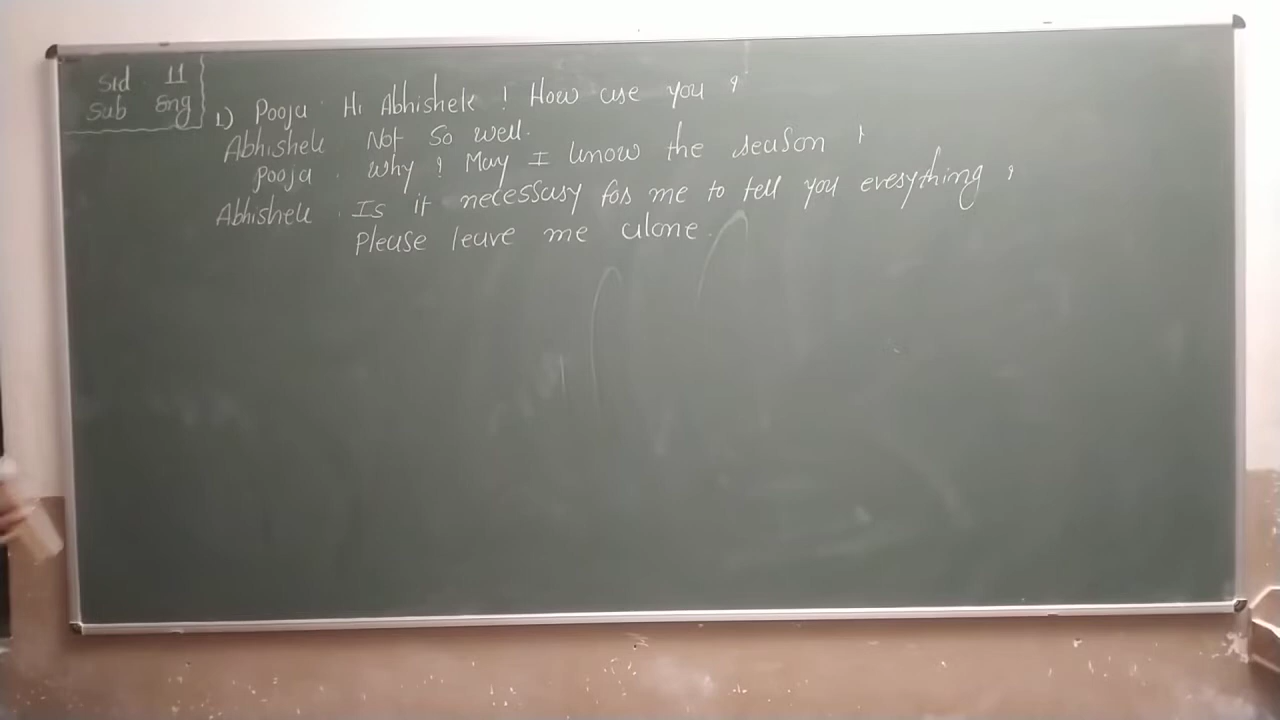 Std 11
Sub Eng
1) Pooja : Hi Abhishek ! How are you ?
Abhishek Not So well.
Pooja : Why ? May I know the reason ?
Abhishek : Is it necessary for me to tell you everything ?
Please leave me alone.